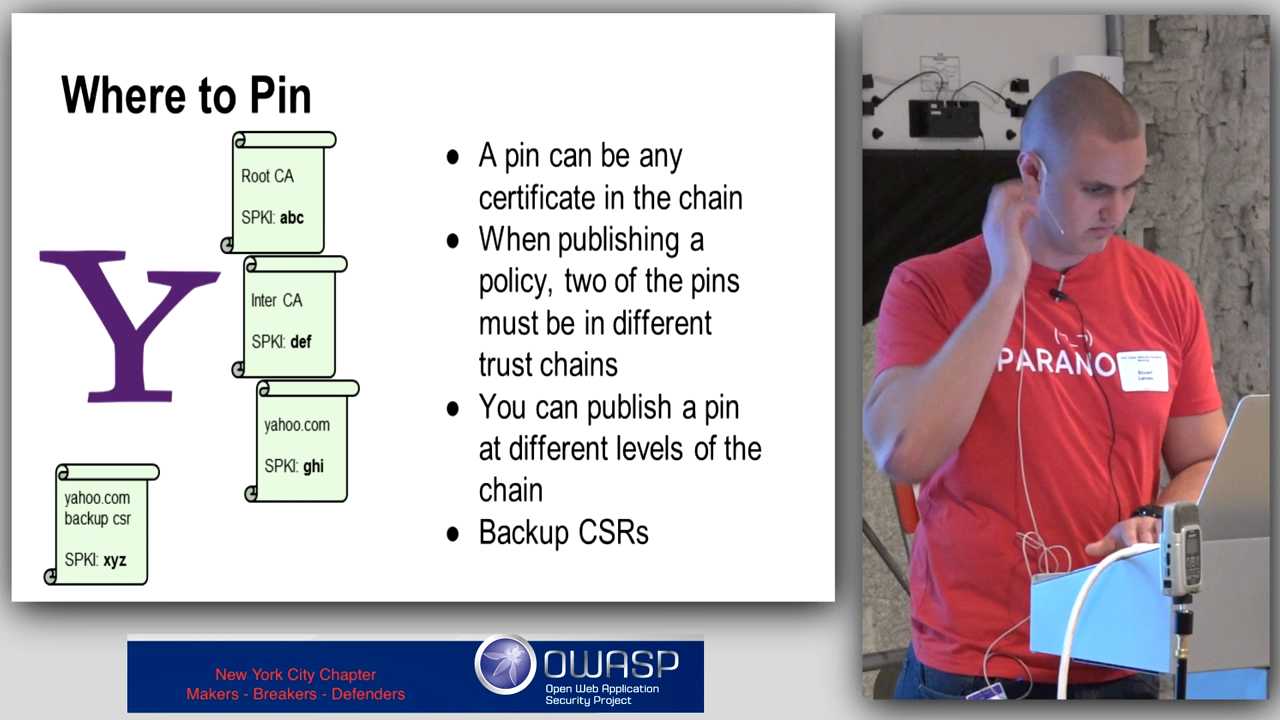 Where to Pin
Root CA
SPKI: abc
Inter CA
SPKI: def
yahoo.com
SPKI: ghi
yahoo.com
backup csr
SPKI: xyz
Y
● A pin can be any
certificate in the chain
● When publishing a
policy, two of the pins
must be in different
trust chains
● You can publish a pin
at different levels of the
chain
● Backup CSRs
PARANO
Stuart
Larsen
New York City Chapter
Makers - Breakers - Defenders
OWASP
Open Web Application
Security Project